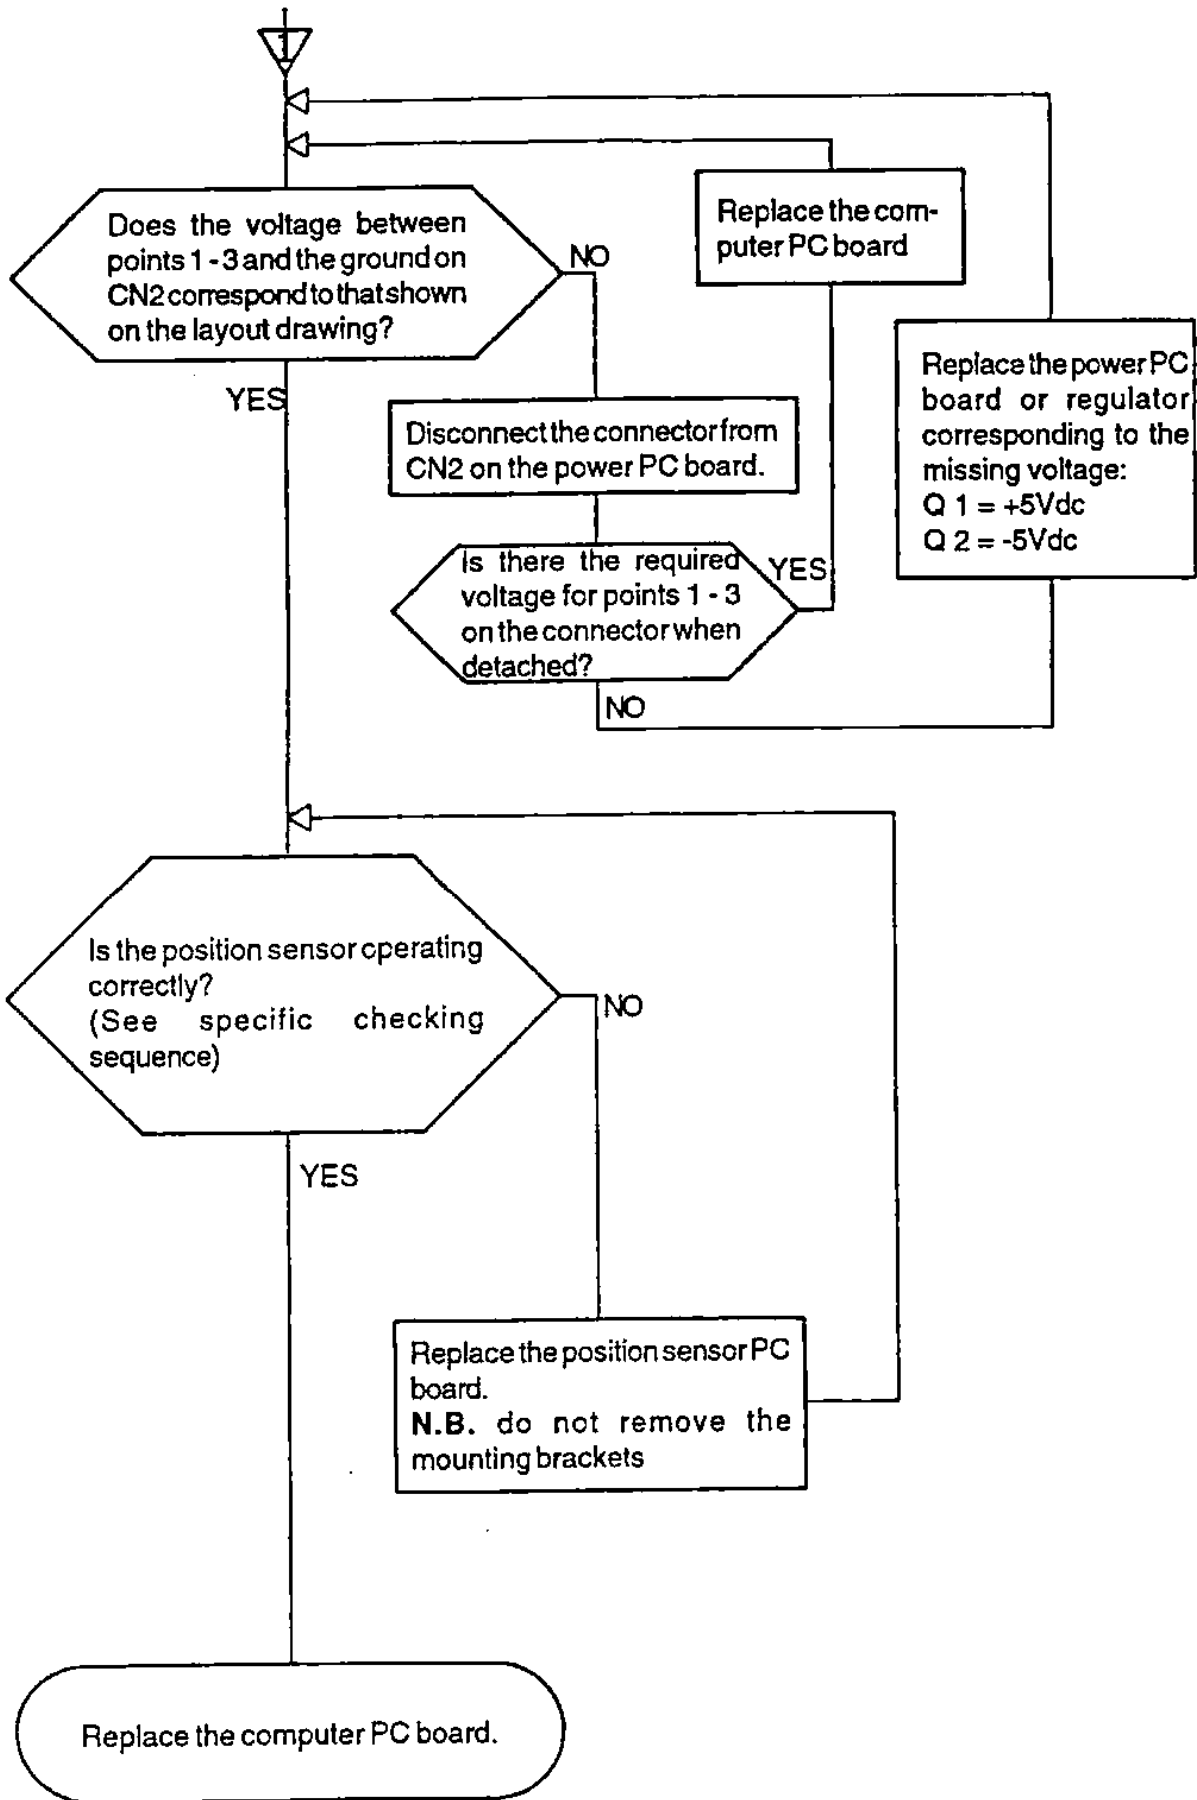 Does the voltage between
points 1 - 3 and the ground on
CN2 correspond to that shown
on the layout drawing?
NO
YES
Replace the com-
puter PC board
Replace the power PC
board or regulator
corresponding to the
missing voltage:
Q 1 = +5Vdc
Q 2 = -5Vdc
Disconnect the connector from
CN2 on the power PC board.
Is there the required
voltage for points 1 - 3
on the connector when
detached?
YES
NO
Is the position sensor operating
correctly?
(See specific checking
sequence)
NO
YES
Replace the position sensor PC
board.
N.B. do not remove the
mounting brackets
Replace the computer PC board.